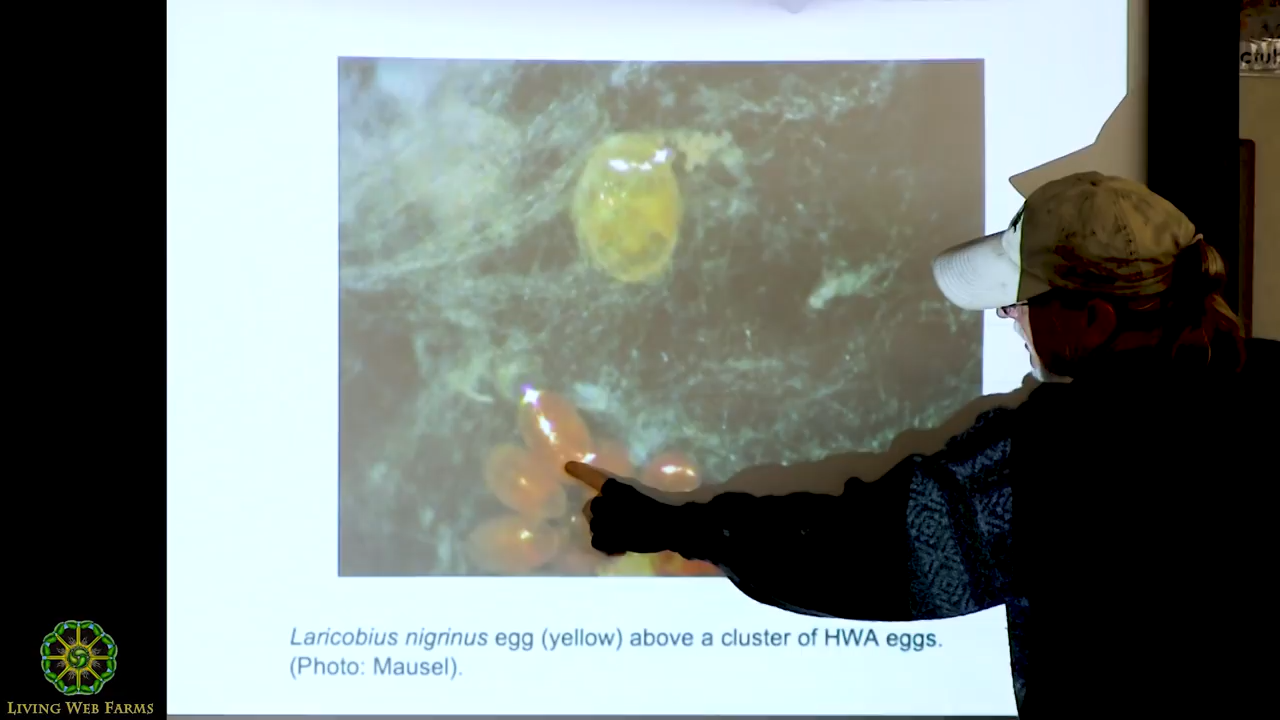 Laricobius nigrinus egg (yellow) above a cluster of HWA eggs.
(Photo: Mausel).
LIVING WEB FARMS